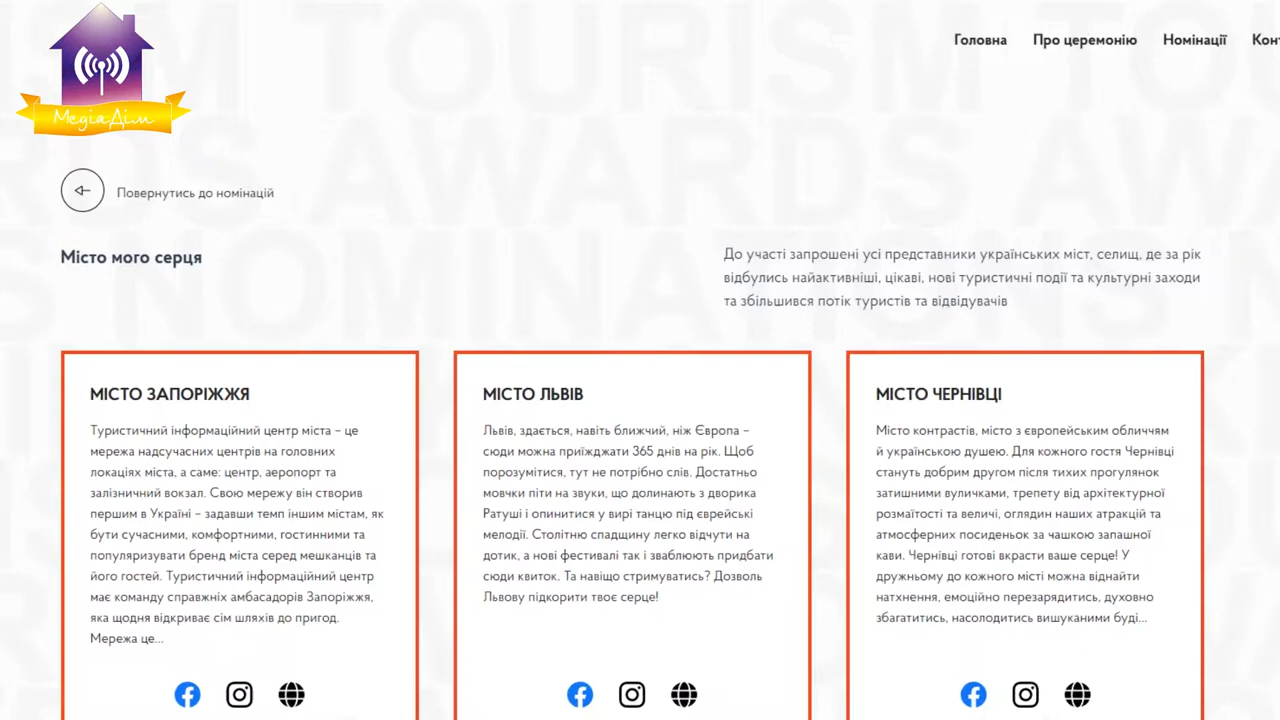 TOURISM
AWARDS
NOMINATIONS
МедіаДім
Головна Про церемонію Номінації
Повернутись до номінацій
Місто мого серця
До участі запрошені усі представники українських міст, селищ, де за рік
відбулись найактивніші, цікаві, нові туристичні події та культурні заходи
та збільшився потік туристів та відвідувачів
МІСТО ЗАПОРІЖЖЯ
Туристичний інформаційний центр міста – це
мережа надсучасних центрів на головних
локаціях міста, а саме: центр, аеропорт та
залізничний вокзал. Свою мережу він створив
першим в Україні – задавши темп іншим містам, як
бути сучасними, комфортними, гостинними та
популяризувати бренд міста серед мешканців та
його гостей. Туристичний інформаційний центр
має команду справжніх амбасадорів Запоріжжя,
яка щодня відкриває сім шляхів до пригод.
Мережа це...
МІСТО ЛЬВІВ
Львів, здається, навіть ближчий, ніж Європа –
сюди можна приїжджати 365 днів на рік. Щоб
порозумітися, тут не потрібно слів. Достатньо
мовчки піти на звуки, що долинають з дворика
Ратуші і опинитися у вирі танцю під єврейські
мелодії. Столітню спадщину легко відчути на
дотик, а нові фестивалі так і зваблюють придбати
сюди квиток. Та навіщо стримуватись? Дозволь
Львову підкорити твоє серце!
МІСТО ЧЕРНІВЦІ
Місто контрастів, місто з європейським обличчям
й українською душею. Для кожного гостя Чернівці
стануть добрим другом після тихих прогулянок
затишними вуличками, трепету від архітектурної
розмаїтості та величі, оглядин наших атракцій та
атмосферних посиденьок за чашкою запашної
кави. Чернівці готові вкрасти ваше серце! У
дружньому до кожного місті можна віднайти
натхнення, емоційно перезарядитись, духовно
збагатитись, насолодитись вишуканими буді...